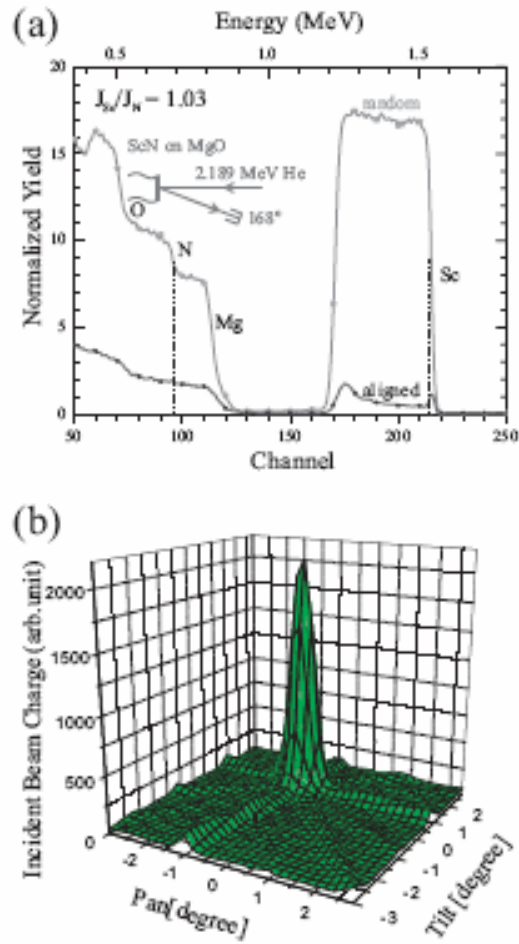 (a)
Energy (MeV)
0.5 0.9 1.2 1.5
20
15
10
5
0
Normalized Yield
J_Sc/J_N = 1.03
ScN on MgO
2.189 MeV He
168°
O
N
Mg
random
Sc
aligned
50 100 150 200 250
Channel
(b)
Incident Beam Charge (arb.unit)
2000
1500
1000
500
0
-2 -1 0 1 2
Pan[degree]
-3 -2 -1 0 1 2
Tilt [degree]